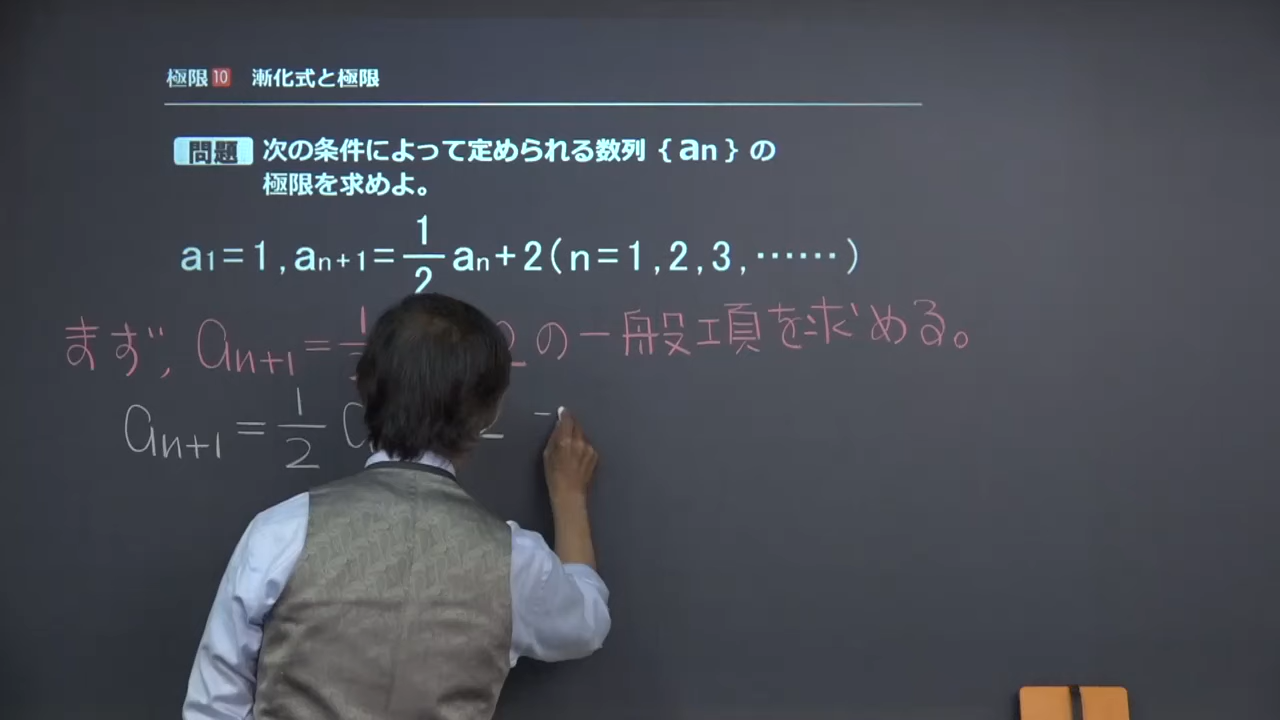 極限10 漸化式と極限
問題 次の条件によって定められる数列 {an} の
極限を求めよ。
a1=1, an+1=1/2 an+2(n=1,2,3,……)
まず, an+1= 2の一般項を求める。
an+1=1/2 a 2 -